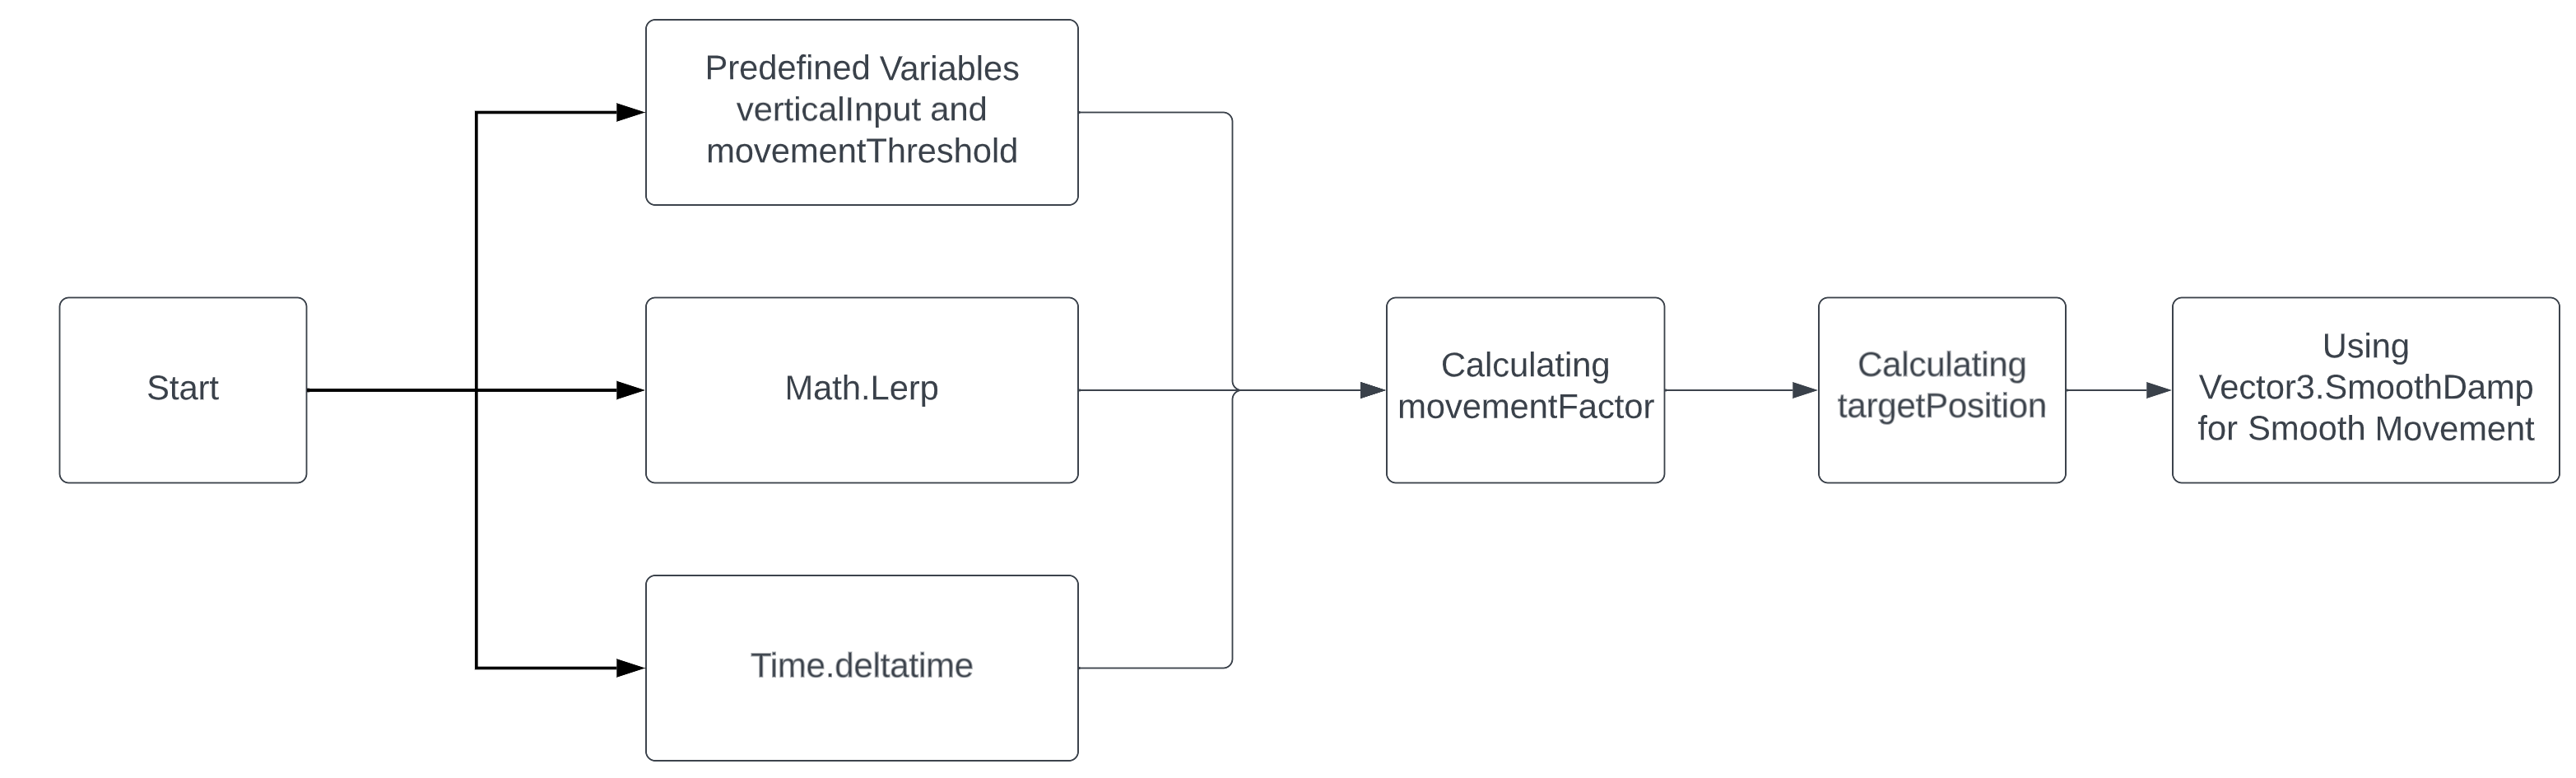 Start
Predefined Variables
verticalInput and
movementThreshold
Math.Lerp
Time.deltatime
Calculating
movementFactor
Calculating
targetPosition
Using
Vector3.SmoothDamp
for Smooth Movement